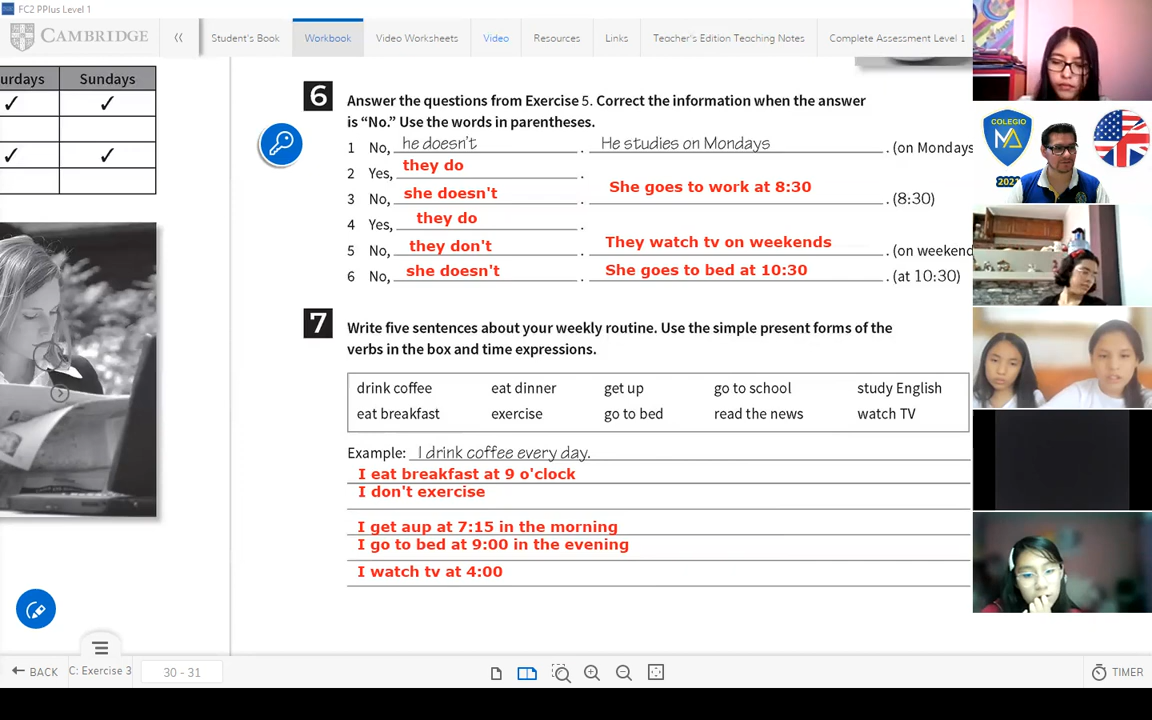 FC2 PPlus Level 1
CAMBRIDGE
Student's Book
Workbook
Video Worksheets
Video
Resources
Links
Teacher's Edition Teaching Notes
Complete Assessment Level 1
urdays Sundays
6 Answer the questions from Exercise 5. Correct the information when the answer
is “No.” Use the words in parentheses.
1 No, he doesn't . He studies on Mondays . (on Mondays
2 Yes, they do .
3 No, she doesn't . She goes to work at 8:30 . (8:30)
4 Yes, they do .
5 No, they don't . They watch tv on weekends . (on weekend
6 No, she doesn't . She goes to bed at 10:30 . (at 10:30)
7 Write five sentences about your weekly routine. Use the simple present forms of the
verbs in the box and time expressions.
drink coffee eat dinner get up go to school study English
eat breakfast exercise go to bed read the news watch TV
Example: I drink coffee every day.
I eat breakfast at 9 o'clock
I don't exercise
I get aup at 7:15 in the morning
I go to bed at 9:00 in the evening
I watch tv at 4:00
COLEGIO
MA
BACK
C: Exercise 3
30 - 31
TIMER